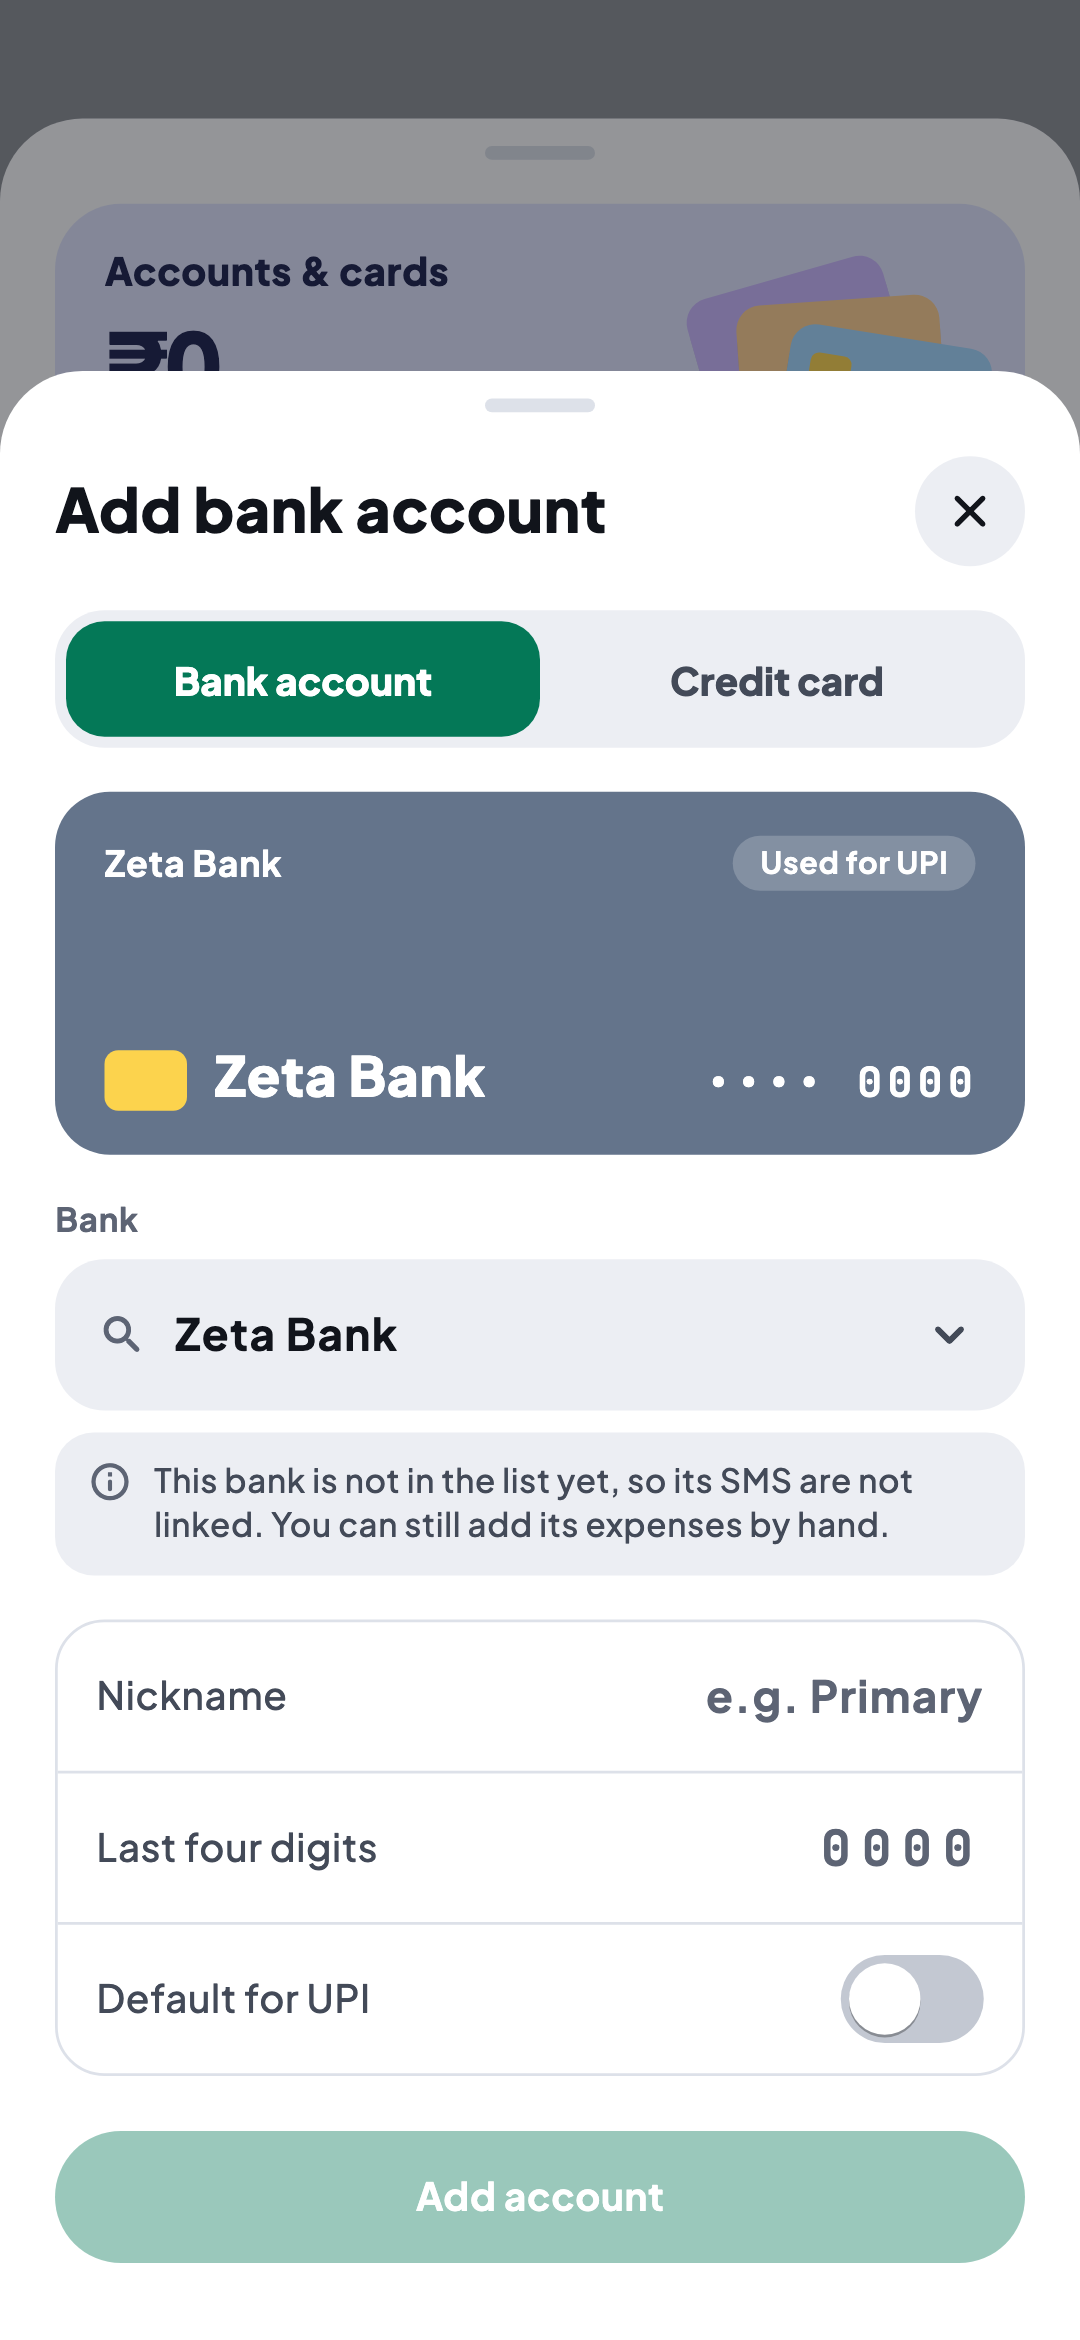 Accounts & cards
₹0
Add bank account
Bank account
Credit card
Zeta Bank
Used for UPI
Zeta Bank
•••• 0000
Bank
Zeta Bank
This bank is not in the list yet, so its SMS are not
linked. You can still add its expenses by hand.
Nickname
e.g. Primary
Last four digits
0000
Default for UPI
Add account